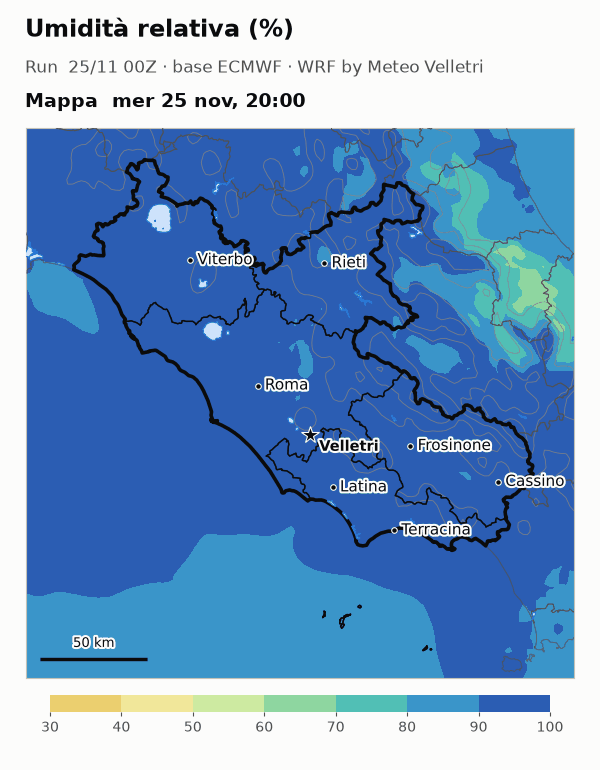 Umidità relativa (%)
Run  25/11 00Z · base ECMWF · WRF by Meteo Velletri
Mappa  mer 25 nov, 20:00
Viterbo
Rieti
Roma
Velletri
Frosinone
Latina
Cassino
Terracina
50 km
30 40 50 60 70 80 90 100